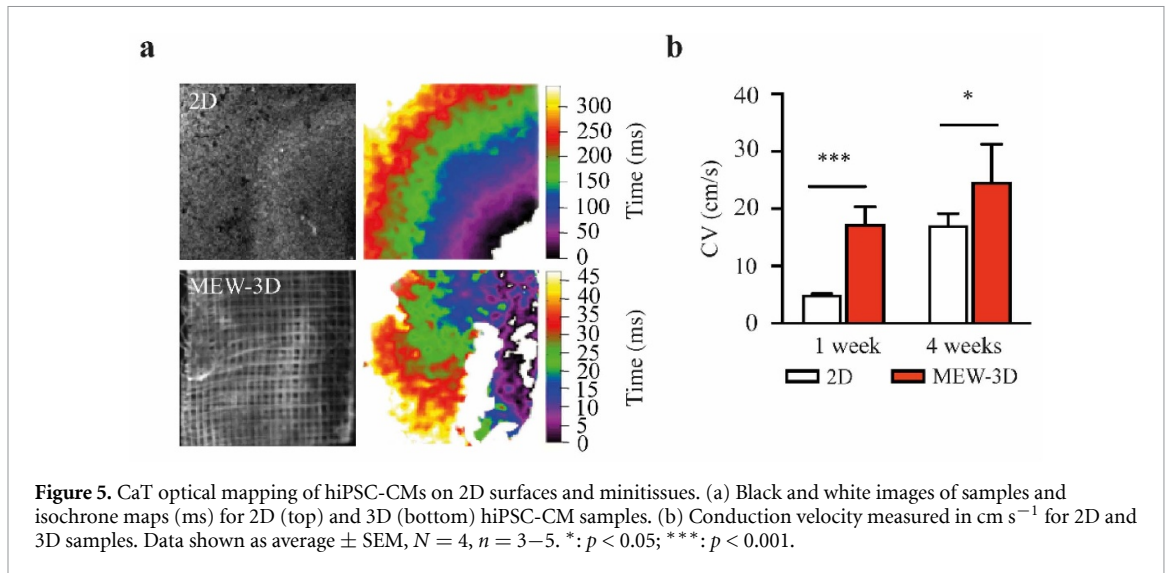 a
2D
300
250
200
150
100
50
0
Time (ms)
MEW-3D
45
40
35
30
25
20
15
10
5
0
Time (ms)
b
40
30
20
10
0
CV (cm/s)
***
*
1 week
4 weeks
2D
MEW-3D
Figure 5. CaT optical mapping of hiPSC-CMs on 2D surfaces and minitissues. (a) Black and white images of samples and
isochrone maps (ms) for 2D (top) and 3D (bottom) hiPSC-CM samples. (b) Conduction velocity measured in cm s⁻¹ for 2D and
3D samples. Data shown as average ± SEM, N = 4, n = 3−5. *: p < 0.05; ***: p < 0.001.